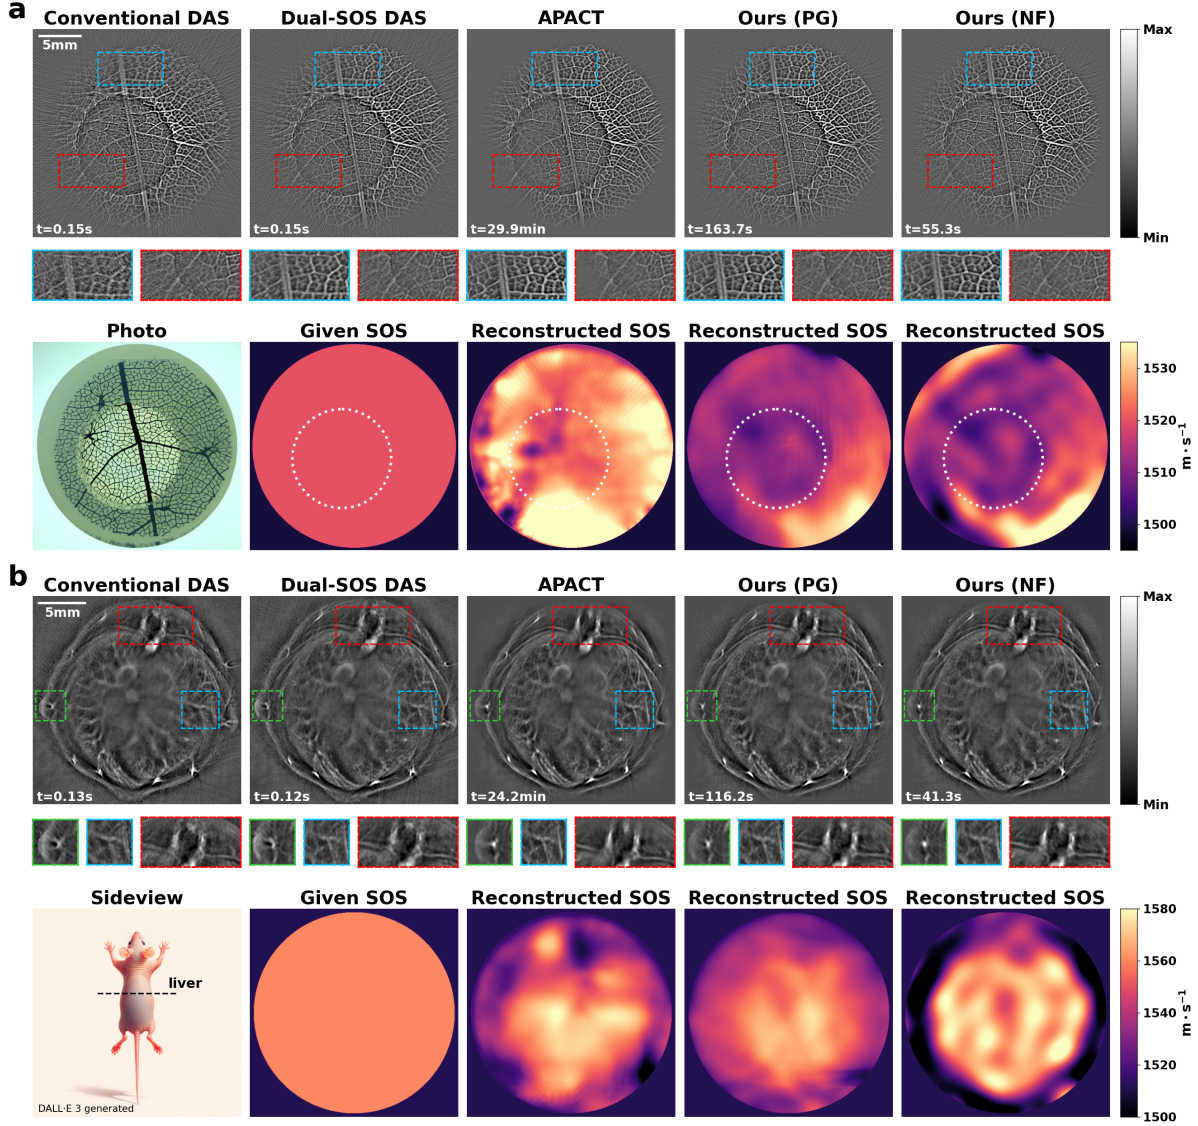 a
Conventional DAS Dual-SOS DAS APACT Ours (PG) Ours (NF)
5mm
Max
t=0.15s t=0.15s t=29.9min t=163.7s t=55.3s
Min
Photo Given SOS Reconstructed SOS Reconstructed SOS Reconstructed SOS
1530
1520
1510
1500
m · s⁻¹
b
Conventional DAS Dual-SOS DAS APACT Ours (PG) Ours (NF)
5mm
Max
t=0.13s t=0.12s t=24.2min t=116.2s t=41.3s
Min
Sideview Given SOS Reconstructed SOS Reconstructed SOS Reconstructed SOS
liver
DALL·E 3 generated
1580
1560
1540
1520
1500
m · s⁻¹